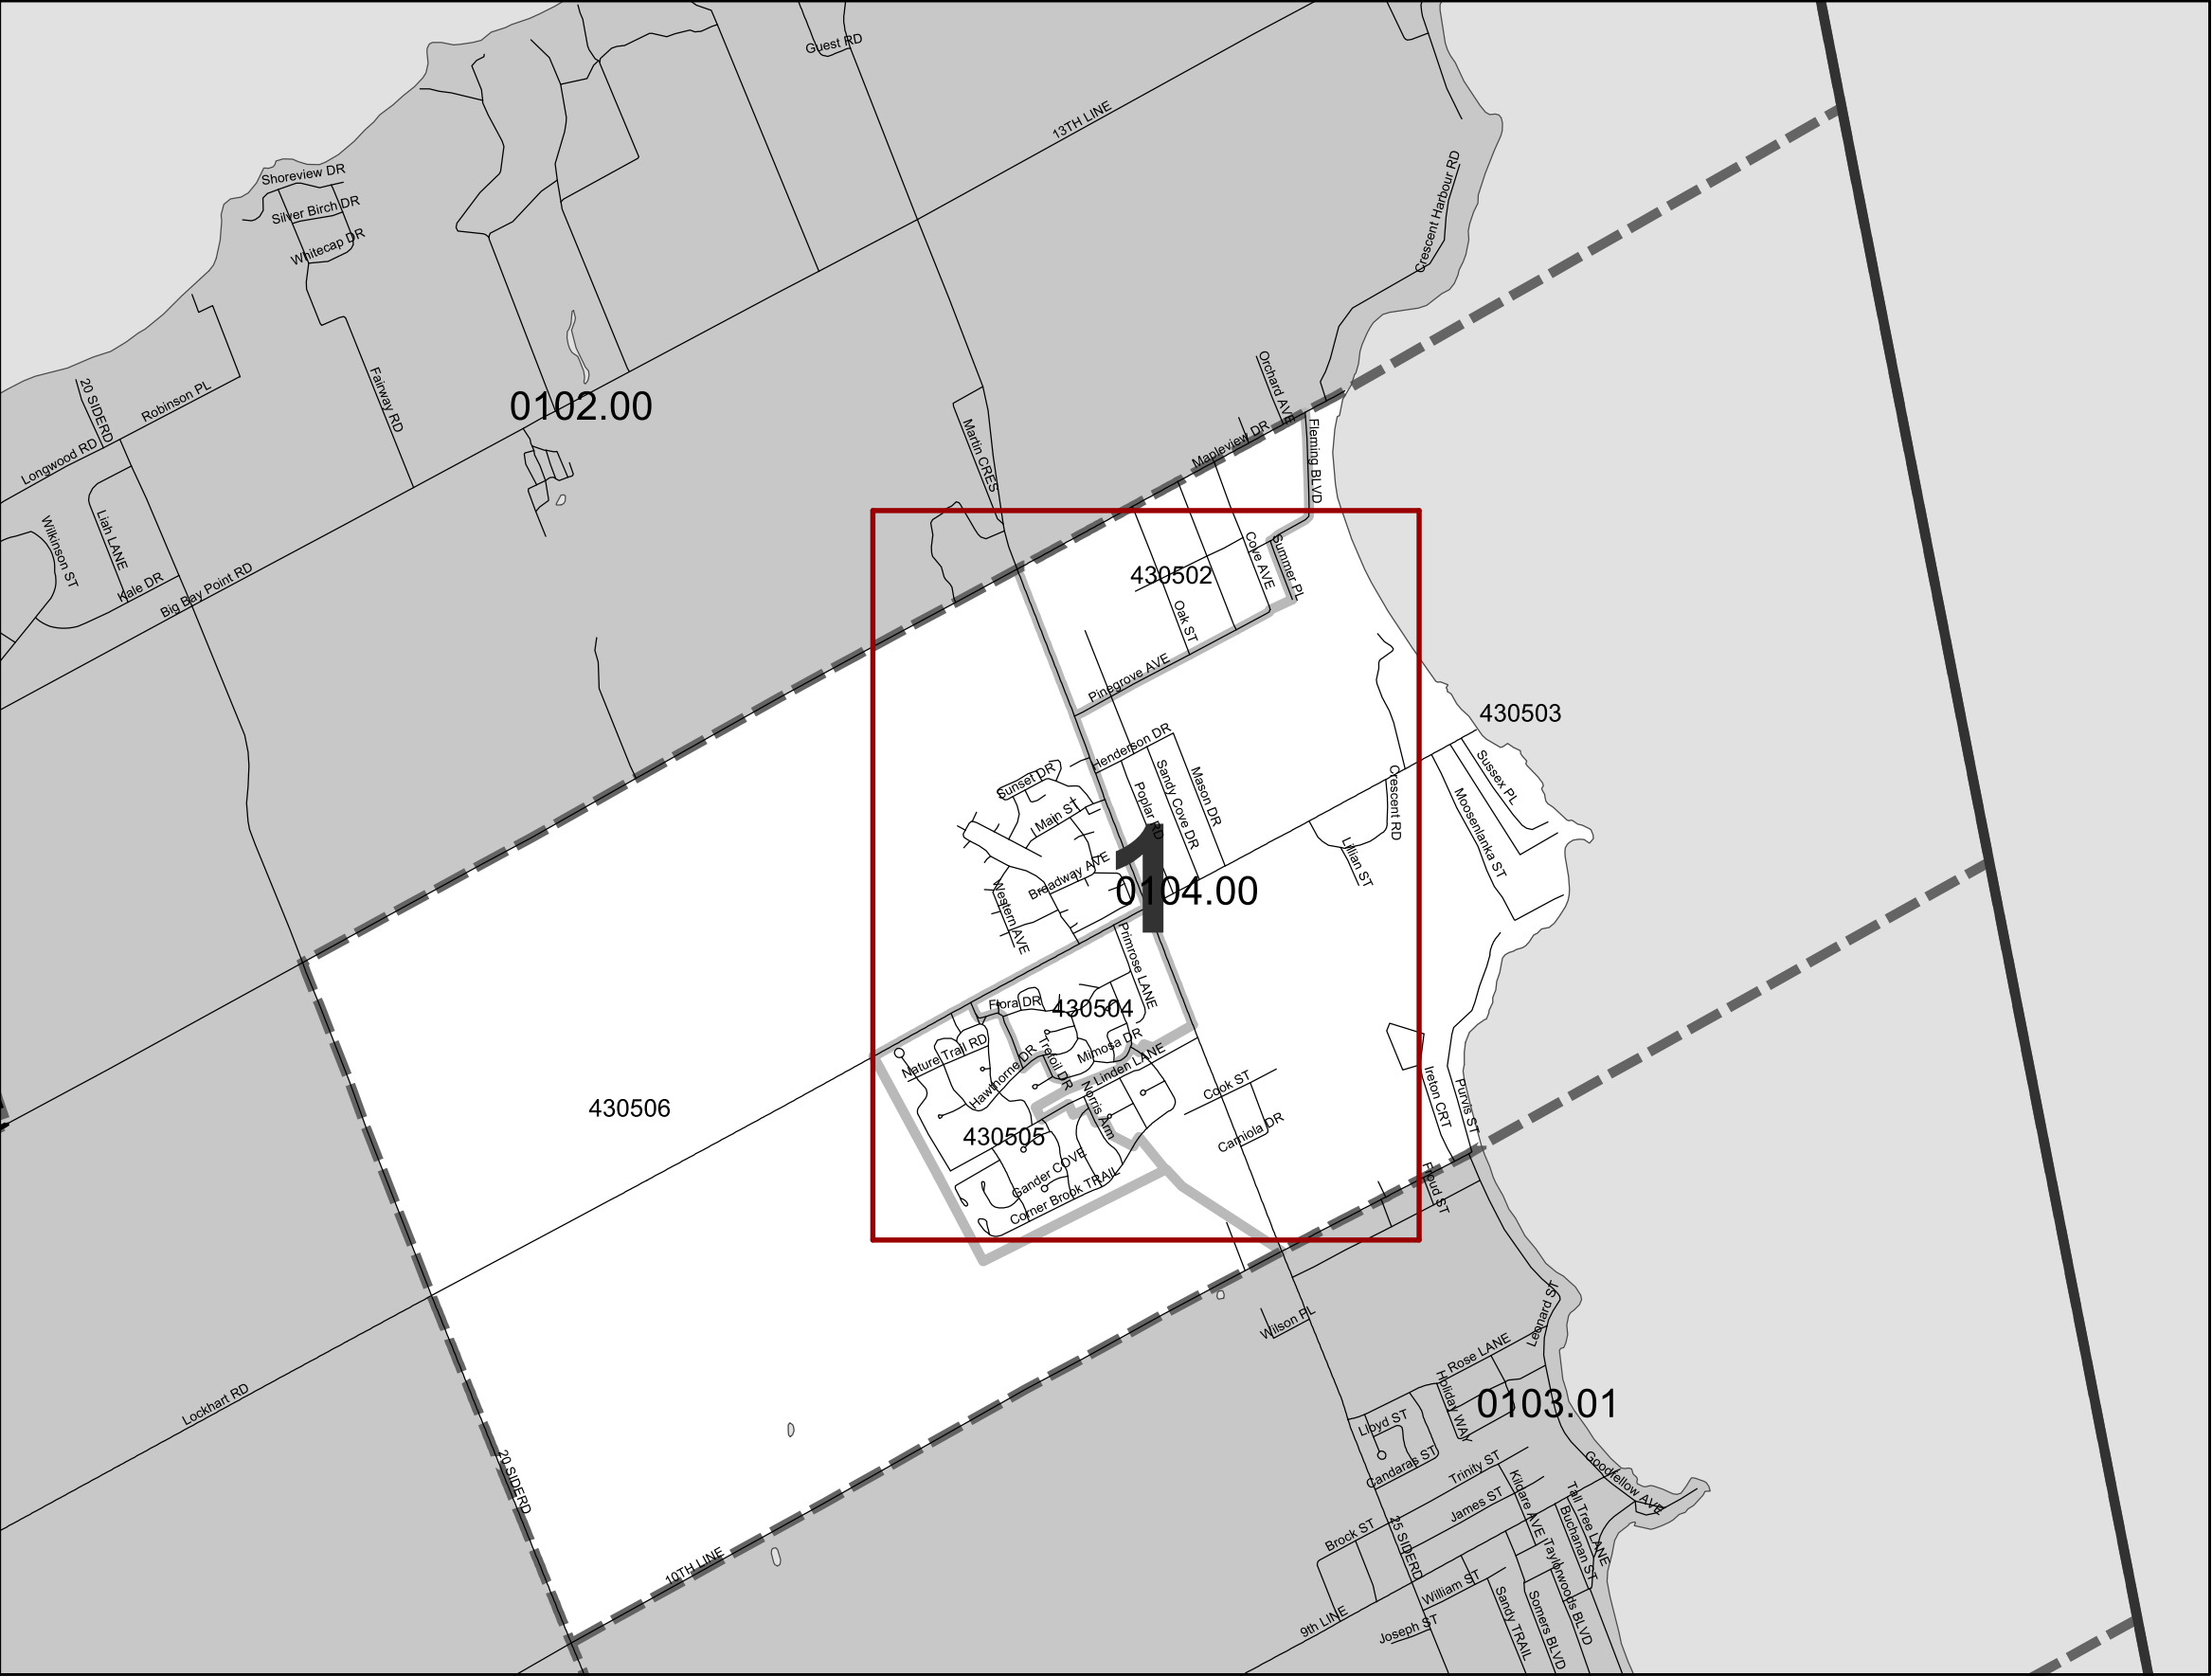 Guest RD
13TH LINE
Shoreview DR
Silver Birch DR
Whitecap DR
Crescent Harbour RD
20 SIDERD
Robinson PL
Fairway RD
0102.00
Longwood RD
Orchard AVE
Martin CRES
Mapleview DR
Fleming BLVD
Wilkinson ST
Liah LANE
Kale DR
Big Bay Point RD
430502
Cove AVE
Summer PL
Oak ST
Pinegrove AVE
430503
Henderson DR
Sunset DR
Main ST
Poplar RD
Sandy Cove DR
Mason DR
Crescent RD
Sussex PL
Moosenlanka ST
Lillian ST
Broadway AVE
Western AVE
1
0104.00
Primrose LANE
Flora DR
430504
Nature Trail RD
Hawthorne DR
Trefoil DR
Mimosa DR
Linden LANE
Norris Arm
Cook ST
Camiola DR
Ireton CRT
Purvis ST
430506
430505
Gander COVE
Corner Brook TRAIL
Floud ST
Wilson PL
Leonard ST
Rose LANE
Holiday WAY
0103.01
Lockhart RD
Lloyd ST
Candaras ST
20 SIDERD
Trinity ST
James ST
Kildare AVE
Goodfellow AVE
Tall Tree LANE
Buchanan ST
Brock ST
25 SIDERD
10TH LINE
William ST
Taylorwoods BLVD
Somers BLVD
Sandy TRAIL
9th LINE
Joseph ST